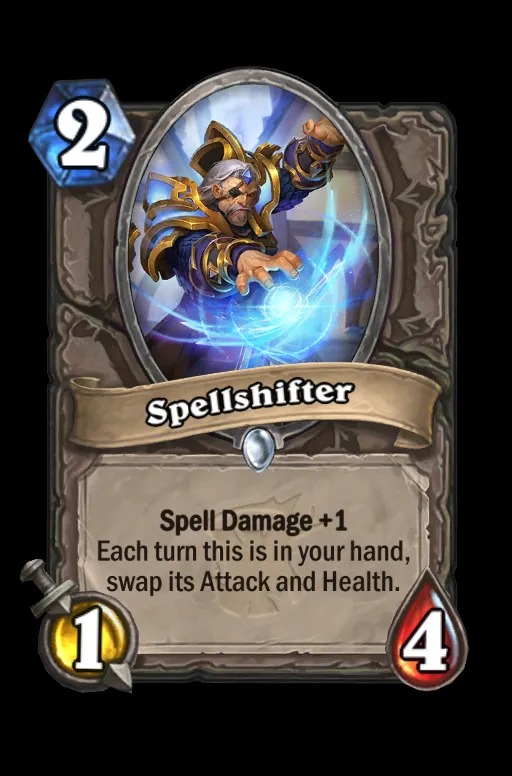 2
Spellshifter
Spell Damage +1
Each turn this is in your hand,
swap its Attack and Health.
1
4